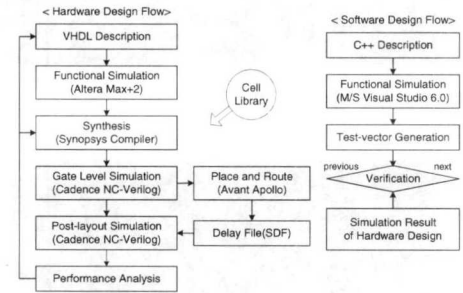 < Hardware Design Flow>
VHDL Description
Functional Simulation
(Altera Max+2)
Synthesis
(Synopsys Compiler)
Gate Level Simulation
(Cadence NC-Verilog)
Post-layout Simulation
(Cadence NC-Verilog)
Performance Analysis
Cell
Library
Place and Route
(Avant Apollo)
Delay File(SDF)
< Software Design Flow>
C++ Description
Functional Simulation
(M/S Visual Studio 6.0)
Test-vector Generation
previous
next
Verification
Simulation Result
of Hardware Design